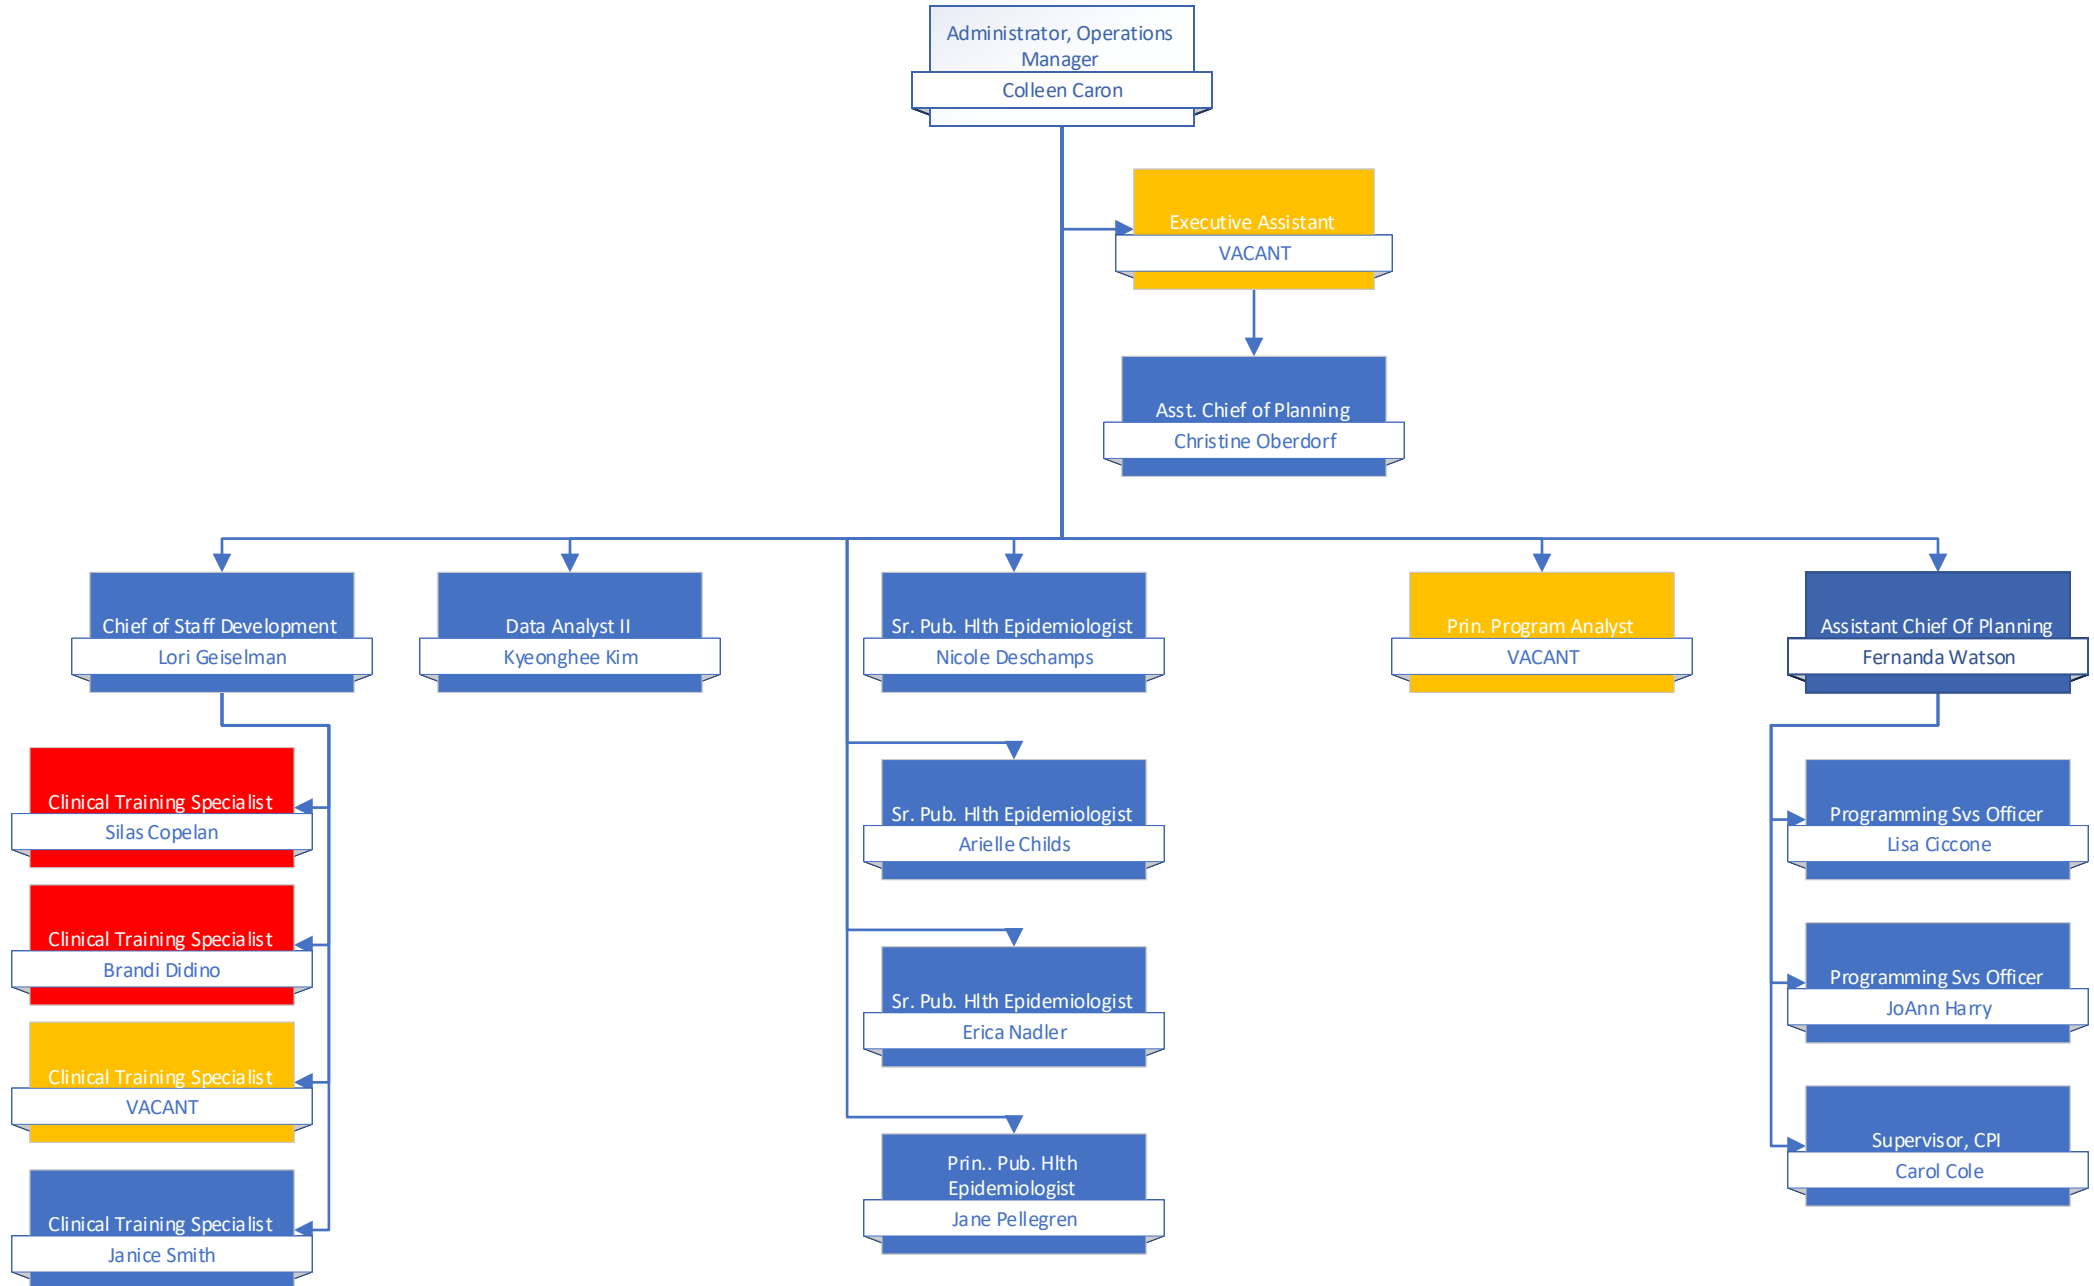 Administrator, Operations
Manager
Colleen Caron
Executive Assistant
VACANT
Asst. Chief of Planning
Christine Oberdorf
Chief of Staff Development
Lori Geiselman
Data Analyst II
Kyeonghee Kim
Sr. Pub. Hlth Epidemiologist
Nicole Deschamps
Prin. Program Analyst
VACANT
Assistant Chief Of Planning
Fernanda Watson
Clinical Training Specialist
Silas Copelan
Clinical Training Specialist
Brandi Didino
Clinical Training Specialist
VACANT
Clinical Training Specialist
Janice Smith
Sr. Pub. Hlth Epidemiologist
Arielle Childs
Sr. Pub. Hlth Epidemiologist
Erica Nadler
Prin.. Pub. Hlth
Epidemiologist
Jane Pellegren
Programming Svs Officer
Lisa Ciccone
Programming Svs Officer
JoAnn Harry
Supervisor, CPI
Carol Cole